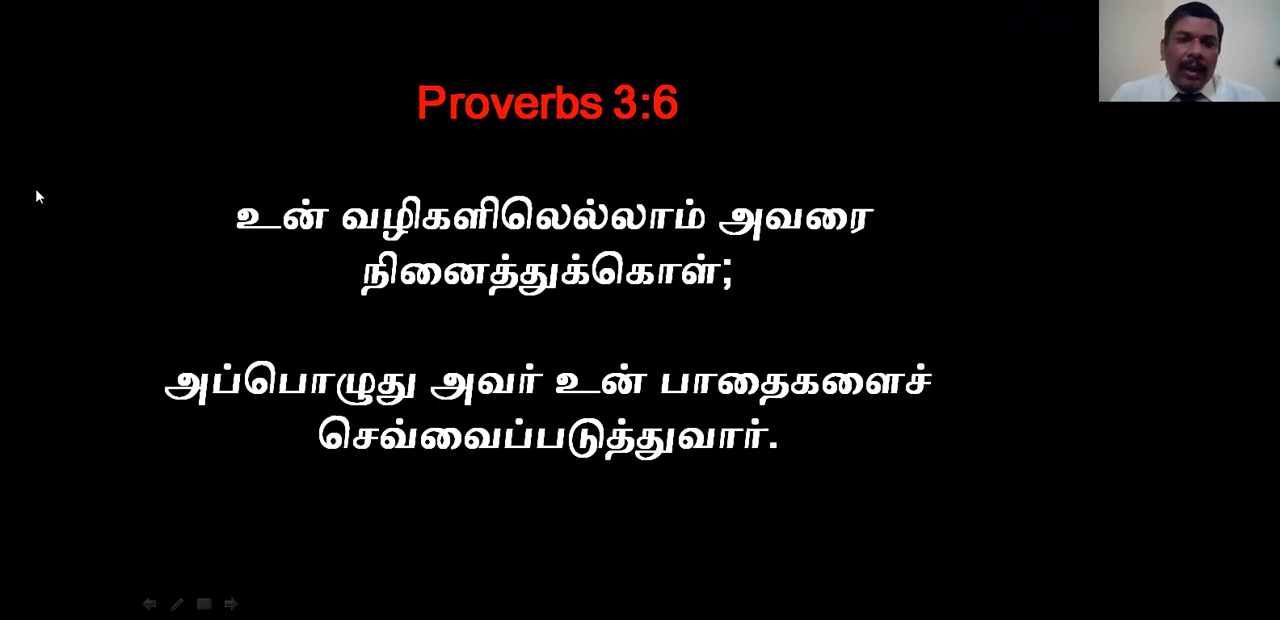 Proverbs 3:6
உன் வழிகளிலெல்லாம் அவரை
நினைத்துக்கொள்;
அப்பொழுது அவர் உன் பாதைகளைச்
செவ்வைப்படுத்துவார்.